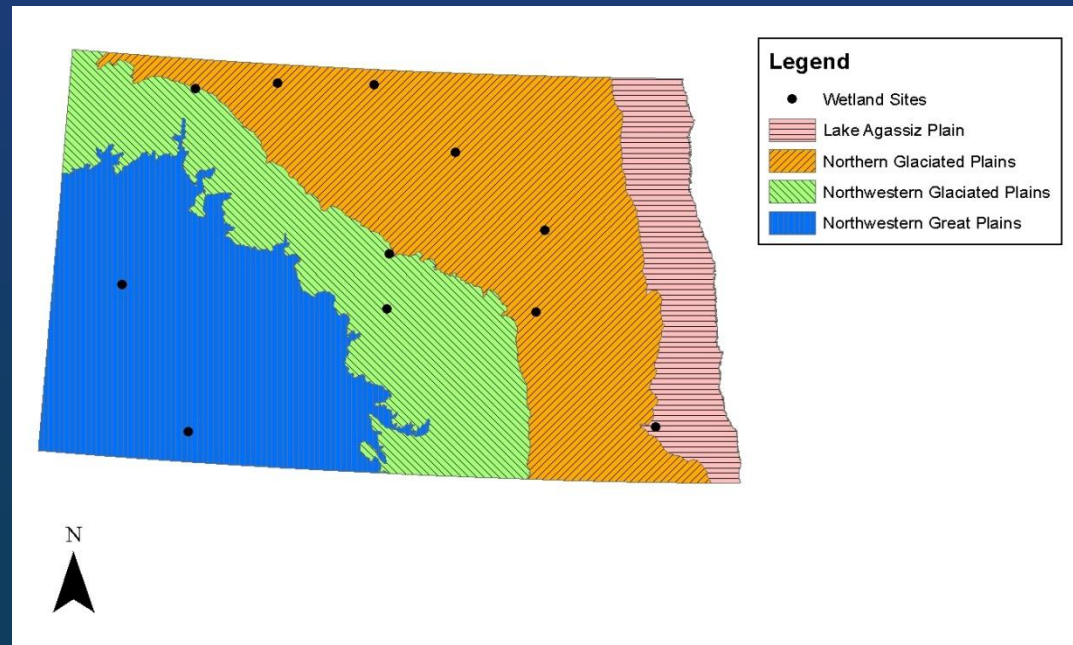 Legend
Wetland Sites
Lake Agassiz Plain
Northern Glaciated Plains
Northwestern Glaciated Plains
Northwestern Great Plains
N